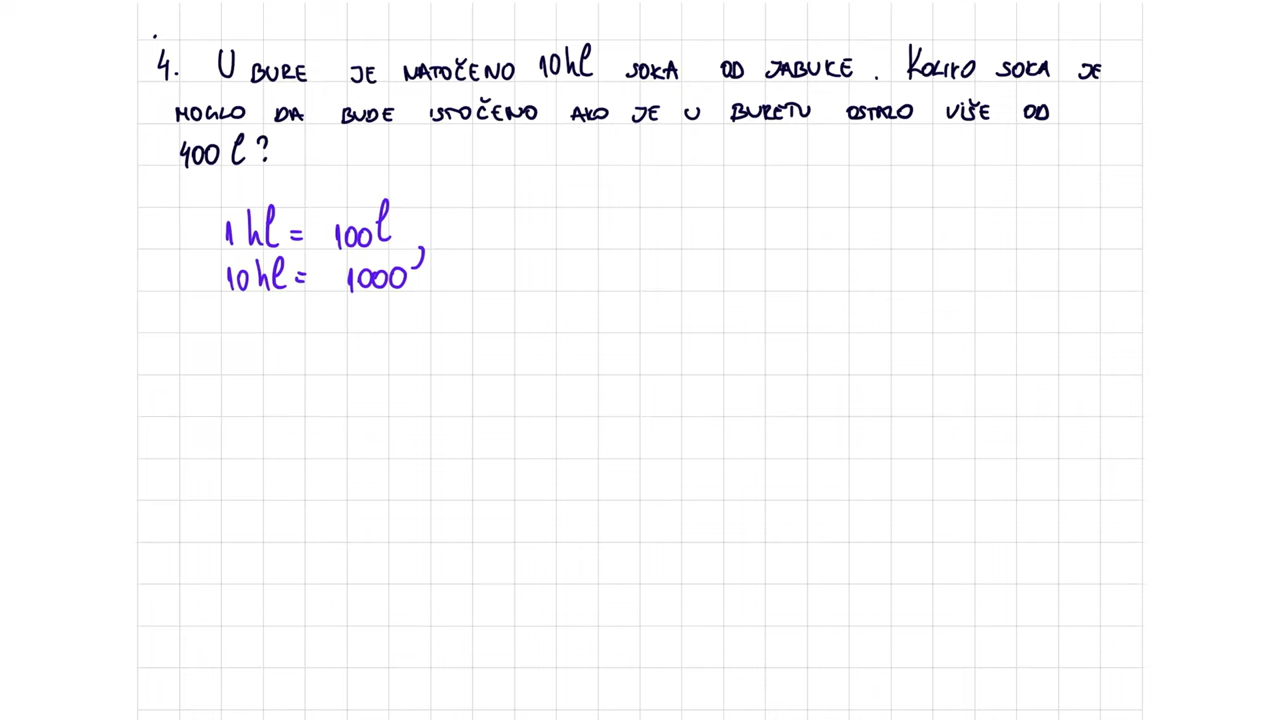 4. U BURE JE NATOČENO 10hl SOKA OD JABUKE. KOLIKO SOKA JE
MOGLO DA BUDE ISTOČENO AKO JE U BURETU OSTALO VIŠE OD
400 l?
1 hl = 100 l
10 hl = 1000